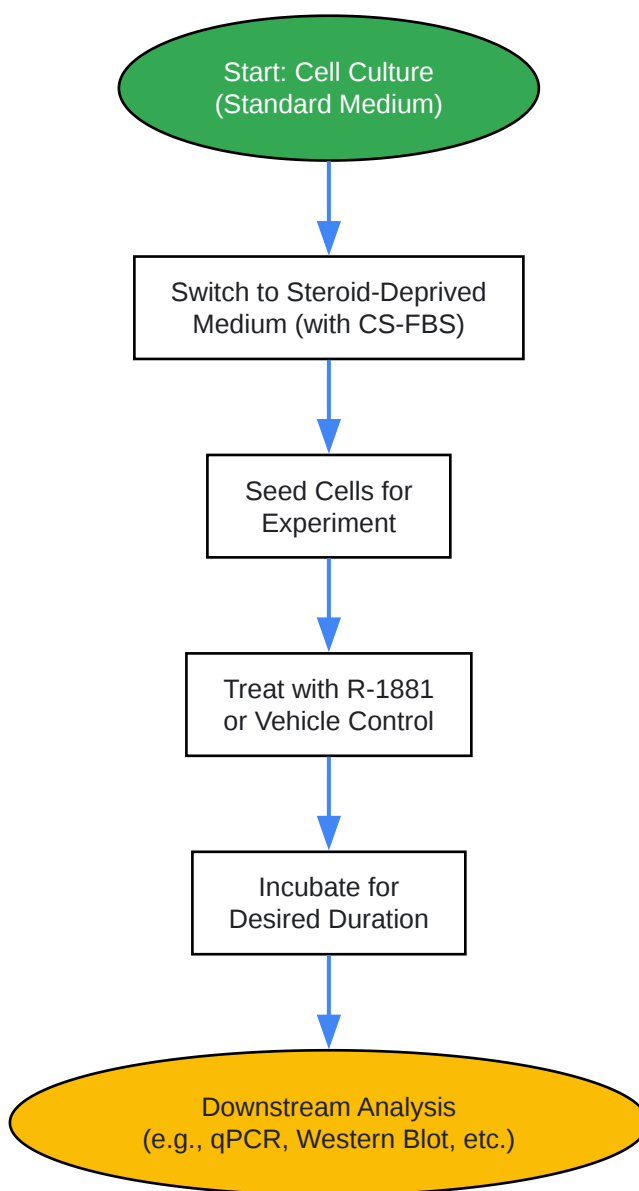 Start: Cell Culture
(Standard Medium)
Switch to Steroid-Deprived
Medium (with CS-FBS)
Seed Cells for
Experiment
Treat with R-1881
or Vehicle Control
Incubate for
Desired Duration
Downstream Analysis
(e.g., qPCR, Western Blot, etc.)